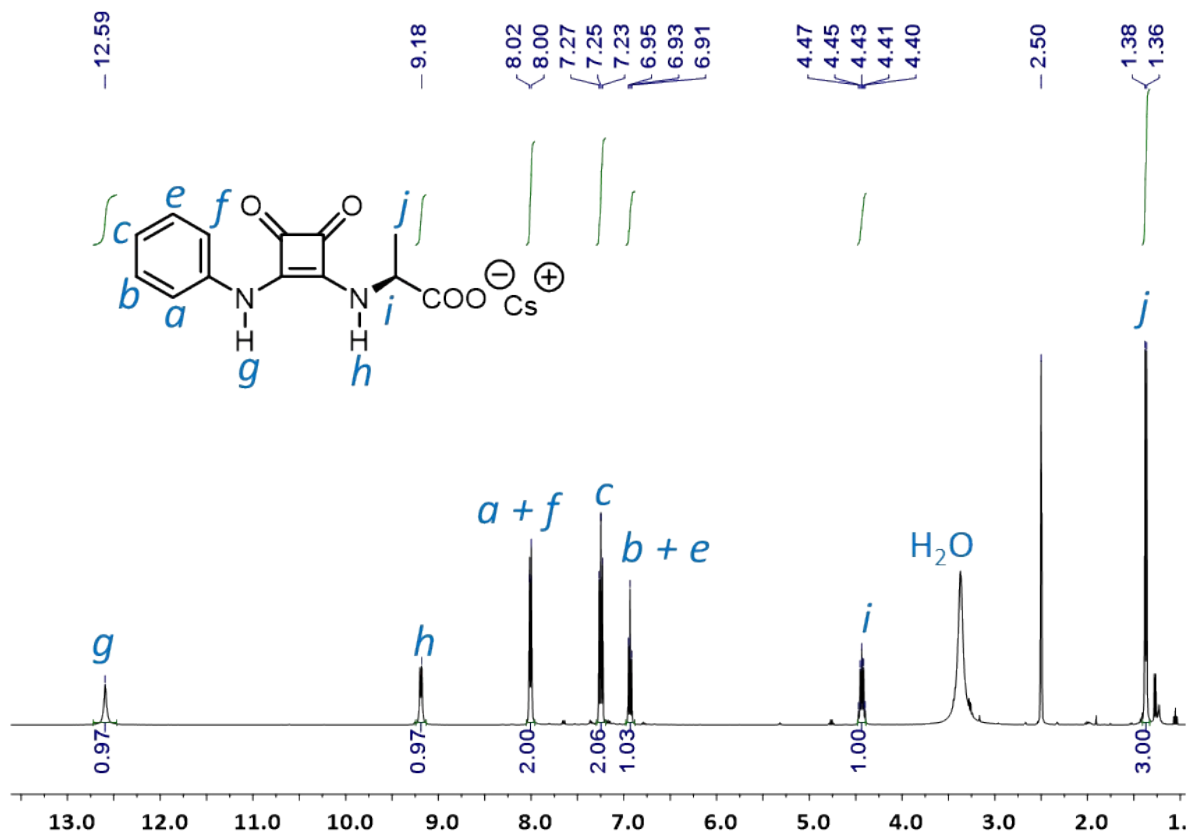 12.59
9.18
8.02
8.00
7.27
7.25
7.23
6.95
6.93
6.91
4.47
4.45
4.43
4.41
4.40
2.50
1.38
1.36
e
f
O
O
j
c
b
a
N
H
g
N
H
h
i
COO
−
Cs
+
j
a + f
c
b + e
H₂O
g
h
i
0.97
0.97
2.00
2.06
1.03
1.00
3.00
13.0 12.0 11.0 10.0 9.0 8.0 7.0 6.0 5.0 4.0 3.0 2.0 1.